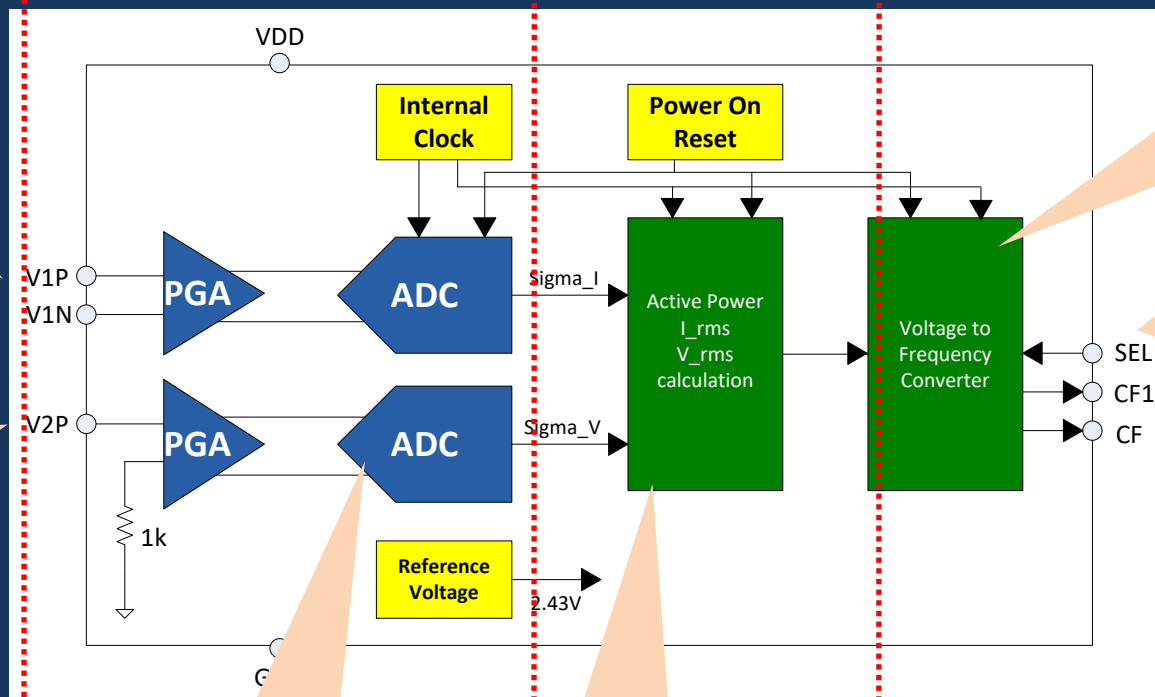 VDD
Internal
Clock
Power On
Reset
V1P
V1N
PGA
ADC
Sigma_I
Active Power
I_rms
V_rms
calculation
Voltage to
Frequency
Converter
SEL
CF1
CF
V2P
PGA
ADC
Sigma_V
1k
Reference
Voltage
2.43V